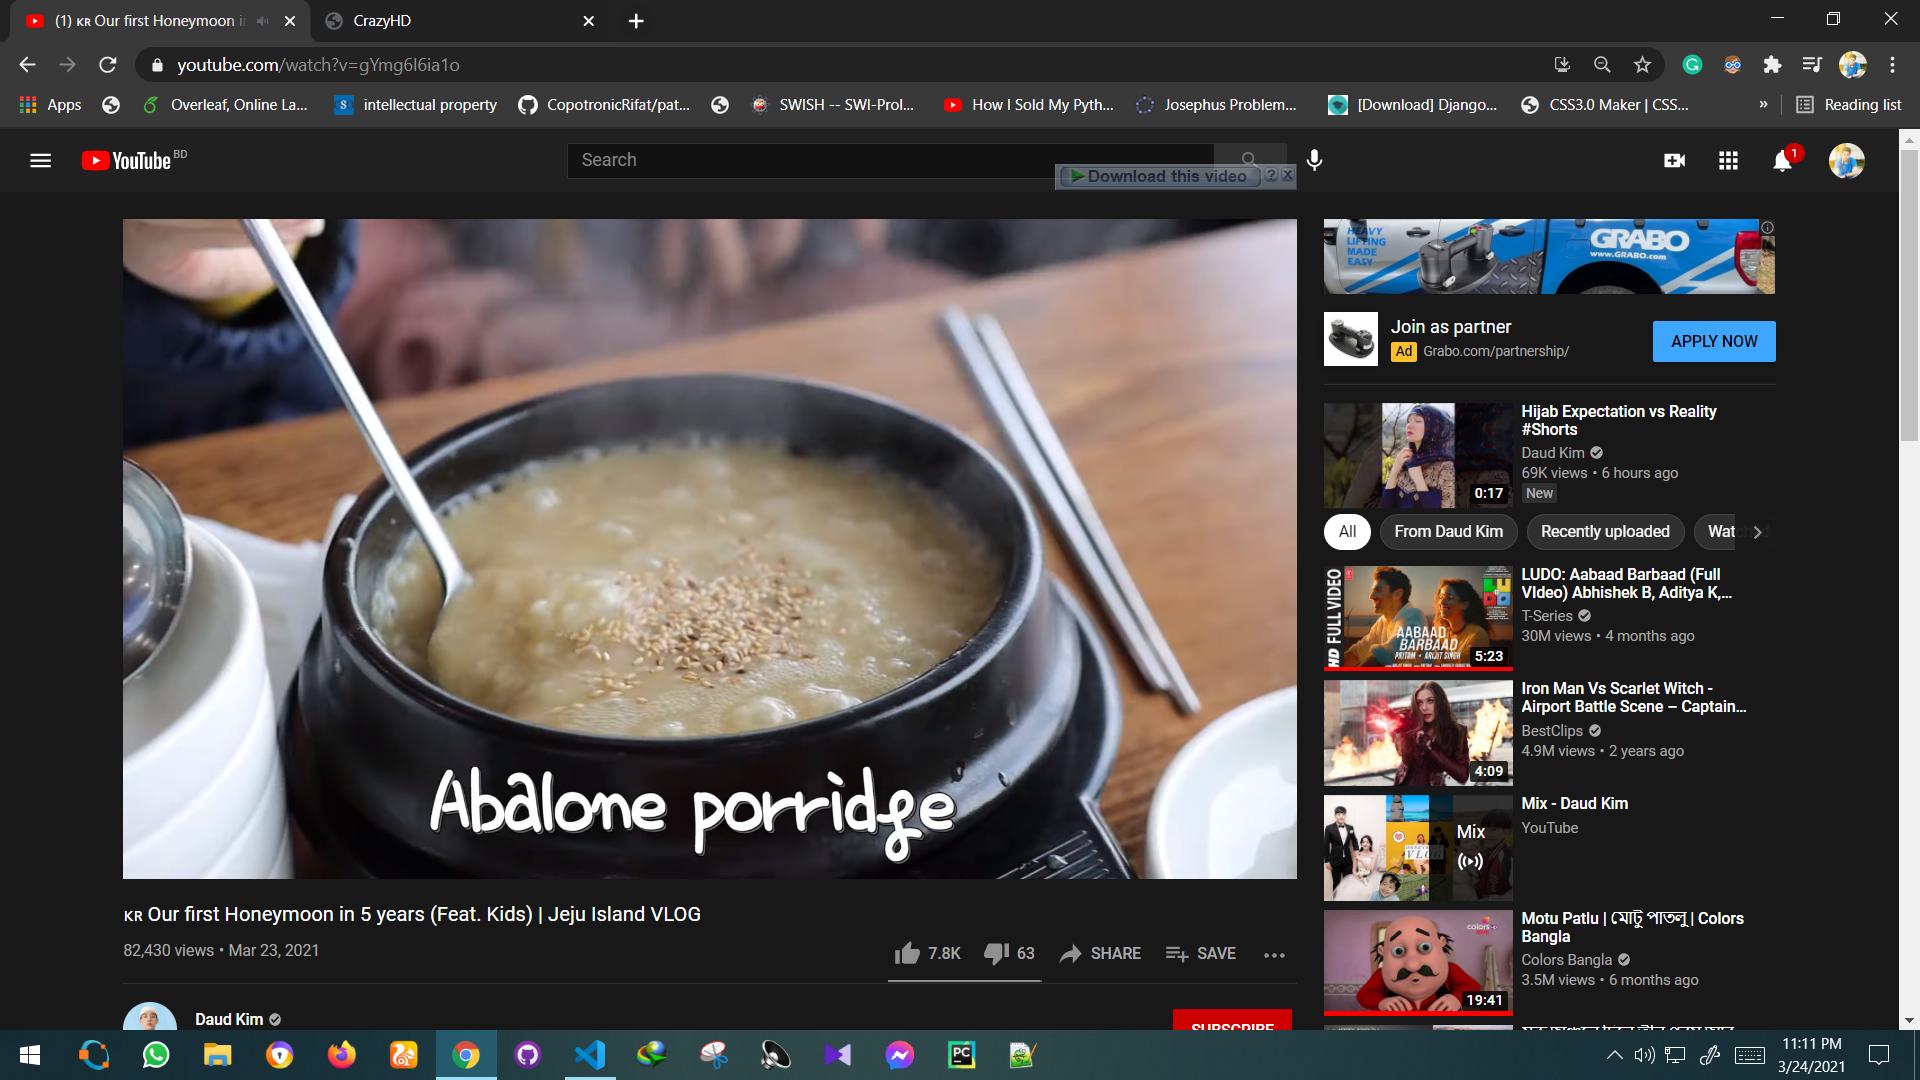 (1) ᴋʀ Our first Honeymoon i
CrazyHD
youtube.com/watch?v=gYmg6l6ia1o
Apps
Overleaf, Online La...
intellectual property
CopotronicRifat/pat...
SWISH -- SWI-Prol...
How I Sold My Pyth...
Josephus Problem...
[Download] Django...
CSS3.0 Maker | CSS...
»
Reading list
YouTube BD
Search
Download this video
1
HEAVY
LIFTING
MADE
EASY
GRABO
www.GRABO.com
Join as partner
Ad Grabo.com/partnership/
APPLY NOW
Hijab Expectation vs Reality
#Shorts
Daud Kim
69K views • 6 hours ago
New
0:17
All
From Daud Kim
Recently uploaded
Wat
LUDO: Aabaad Barbaad (Full
VIdeo) Abhishek B, Aditya K,...
T-Series
30M views • 4 months ago
HD FULL VIDEO
AABAAD
BARBAAD
PRITAM • ARIJIT SINGH
5:23
Iron Man Vs Scarlet Witch -
Airport Battle Scene – Captain...
BestClips
4.9M views • 2 years ago
4:09
Mix - Daud Kim
YouTube
Mix
Motu Patlu | মোটু পাতলু | Colors
Bangla
Colors Bangla
3.5M views • 6 months ago
19:41
Abalone porridge
ᴋʀ Our first Honeymoon in 5 years (Feat. Kids) | Jeju Island VLOG
82,430 views • Mar 23, 2021
7.8K
63
SHARE
SAVE
Daud Kim
SUBSCRIBE
11:11 PM
3/24/2021